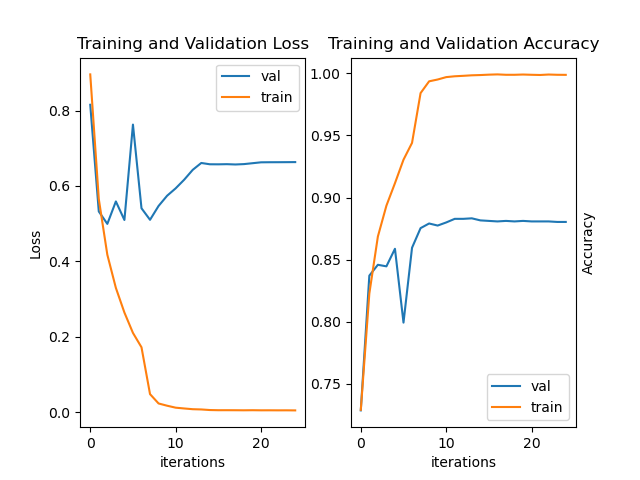 Training and Validation Loss
val
train
0.8
0.6
0.4
0.2
0.0
Loss
0
10
20
iterations
Training and Validation Accuracy
1.00
0.95
0.90
0.85
0.80
0.75
Accuracy
val
train
0
10
20
iterations